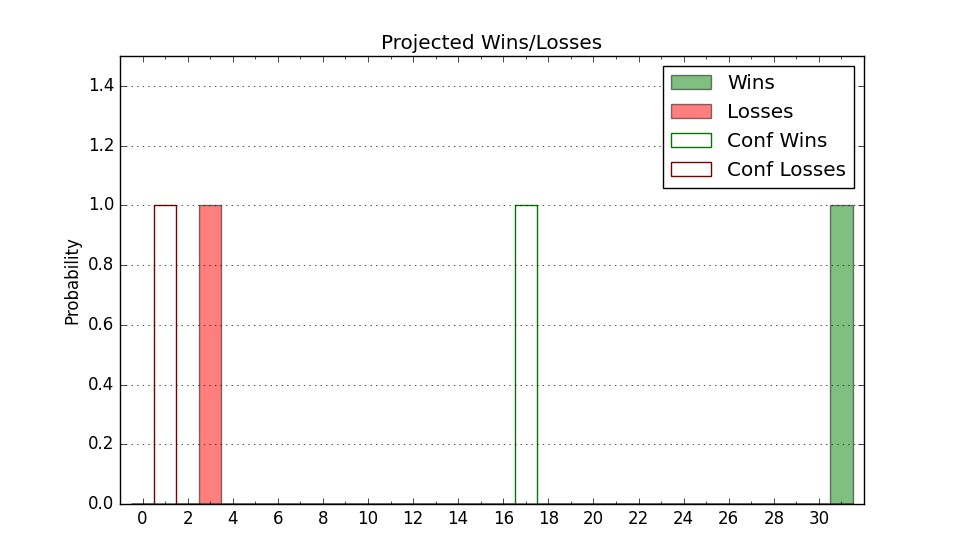 Projected Wins/Losses
Wins
Losses
Conf Wins
Conf Losses
Probability
1.4
1.2
1.0
0.8
0.6
0.4
0.2
0.0
0 2 4 6 8 10 12 14 16 18 20 22 24 26 28 30